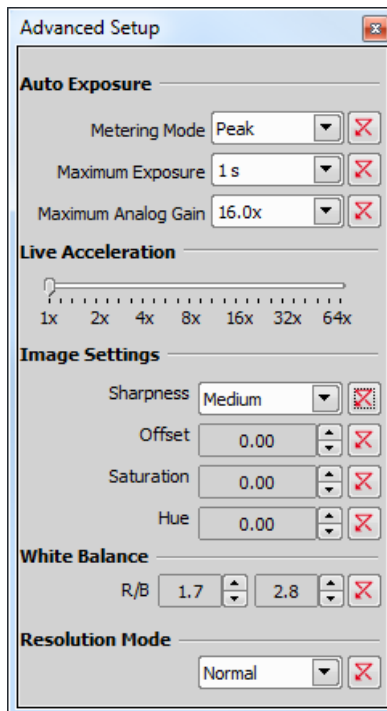 Advanced Setup
Auto Exposure
Metering Mode Peak
Maximum Exposure 1 s
Maximum Analog Gain 16.0x
Live Acceleration
1x 2x 4x 8x 16x 32x 64x
Image Settings
Sharpness Medium
Offset 0.00
Saturation 0.00
Hue 0.00
White Balance
R/B 1.7 2.8
Resolution Mode
Normal